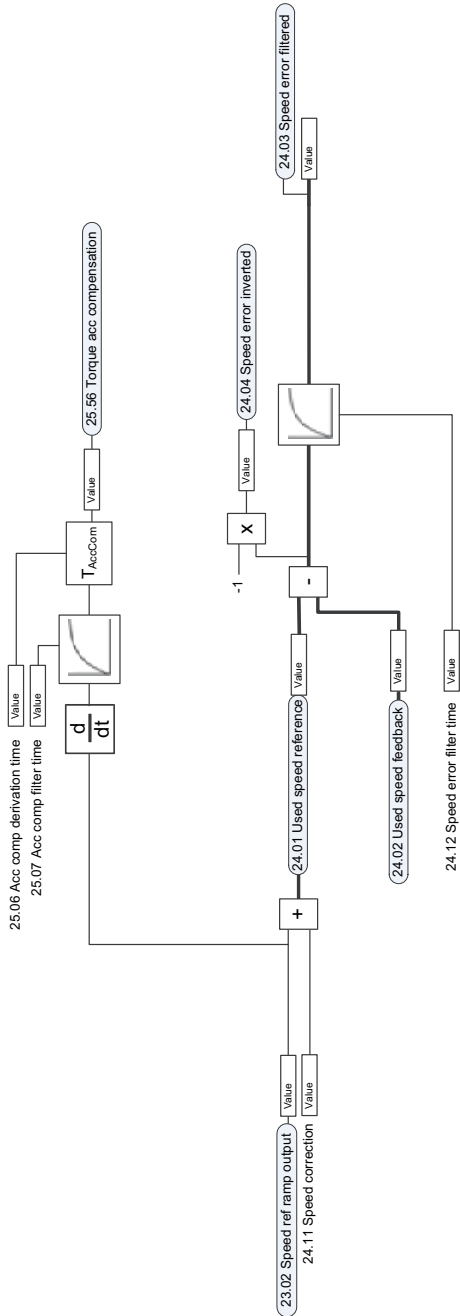 25.06 Acc comp derivation time
Value
25.07 Acc comp filter time
Value
d
dt
TAccCom
Value
25.56 Torque acc compensation
-1
X
Value
24.04 Speed error inverted
23.02 Speed ref ramp output
Value
24.11 Speed correction
Value
+
24.01 Used speed reference
Value
-
24.02 Used speed feedback
Value
24.12 Speed error filter time
Value
Value
24.03 Speed error filtered